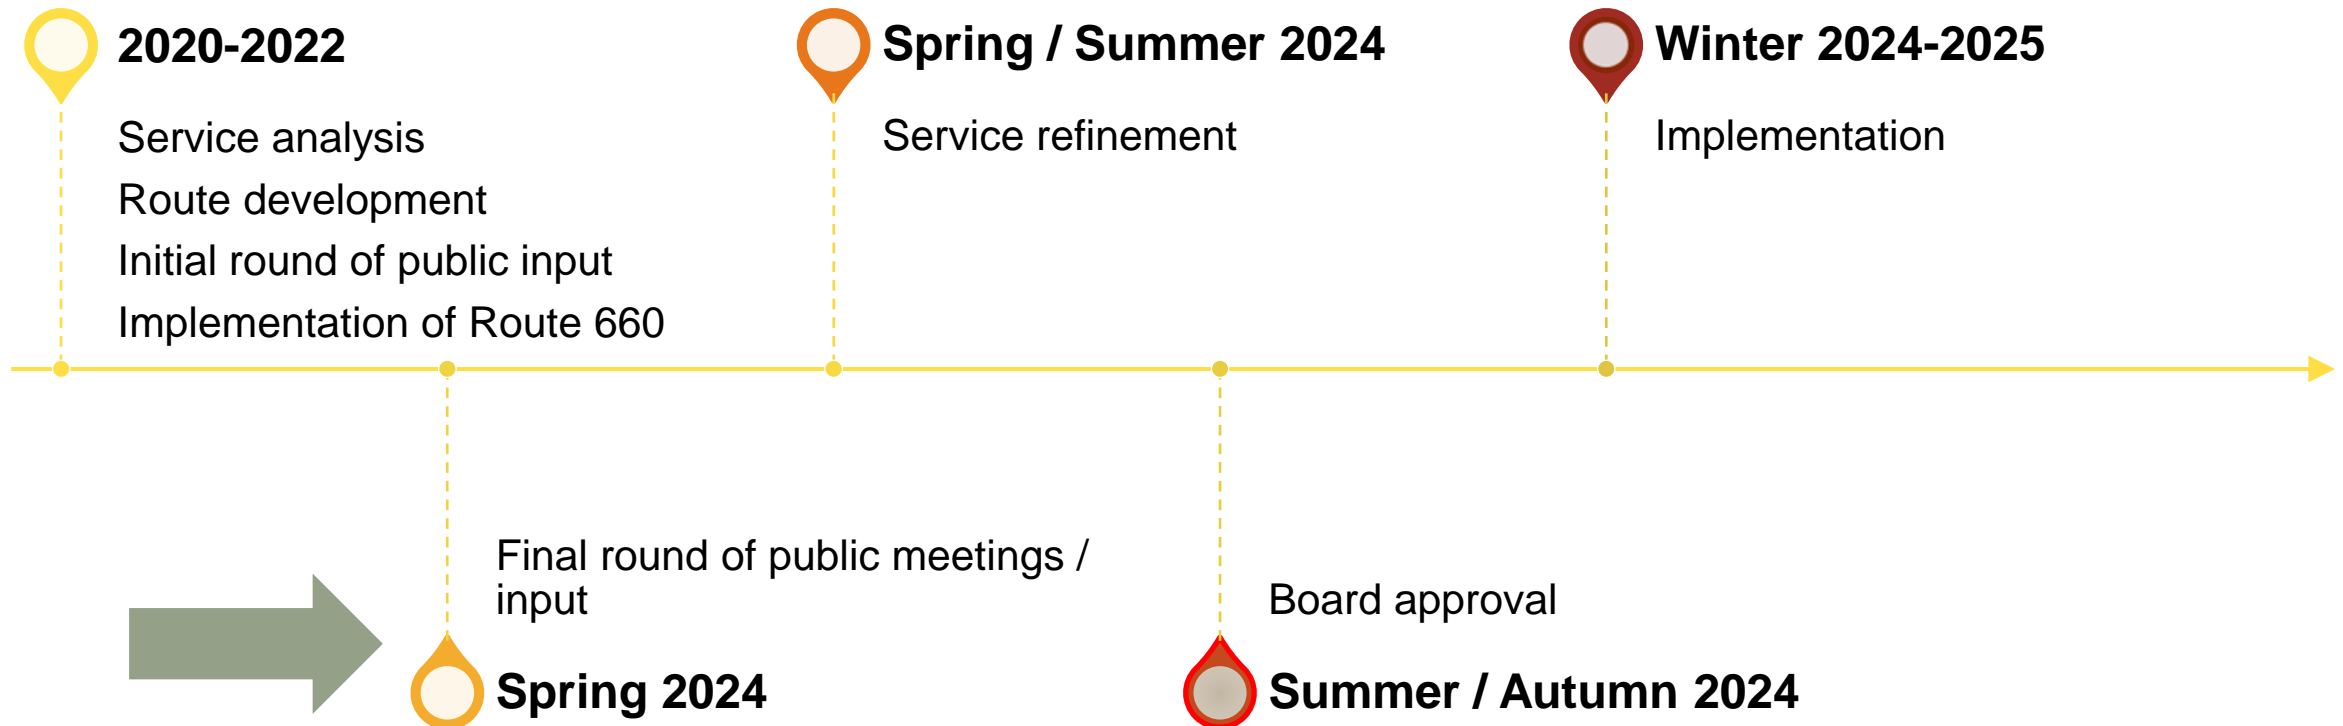 2020-2022
Service analysis
Route development
Initial round of public input
Implementation of Route 660
Spring / Summer 2024
Service refinement
Winter 2024-2025
Implementation
Final round of public meetings /
input
Spring 2024
Board approval
Summer / Autumn 2024